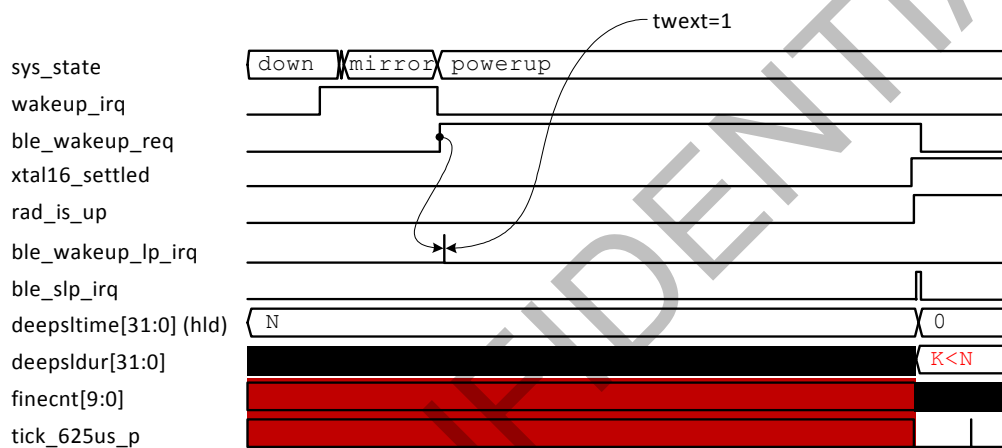 twext=1
sys_state down mirror powerup
wakeup_irq
ble_wakeup_req
xtal16_settled
rad_is_up
ble_wakeup_lp_irq
ble_slp_irq
deepsltime[31:0] (hld) N 0
deepsldur[31:0] K<N
finecnt[9:0]
tick_625us_p